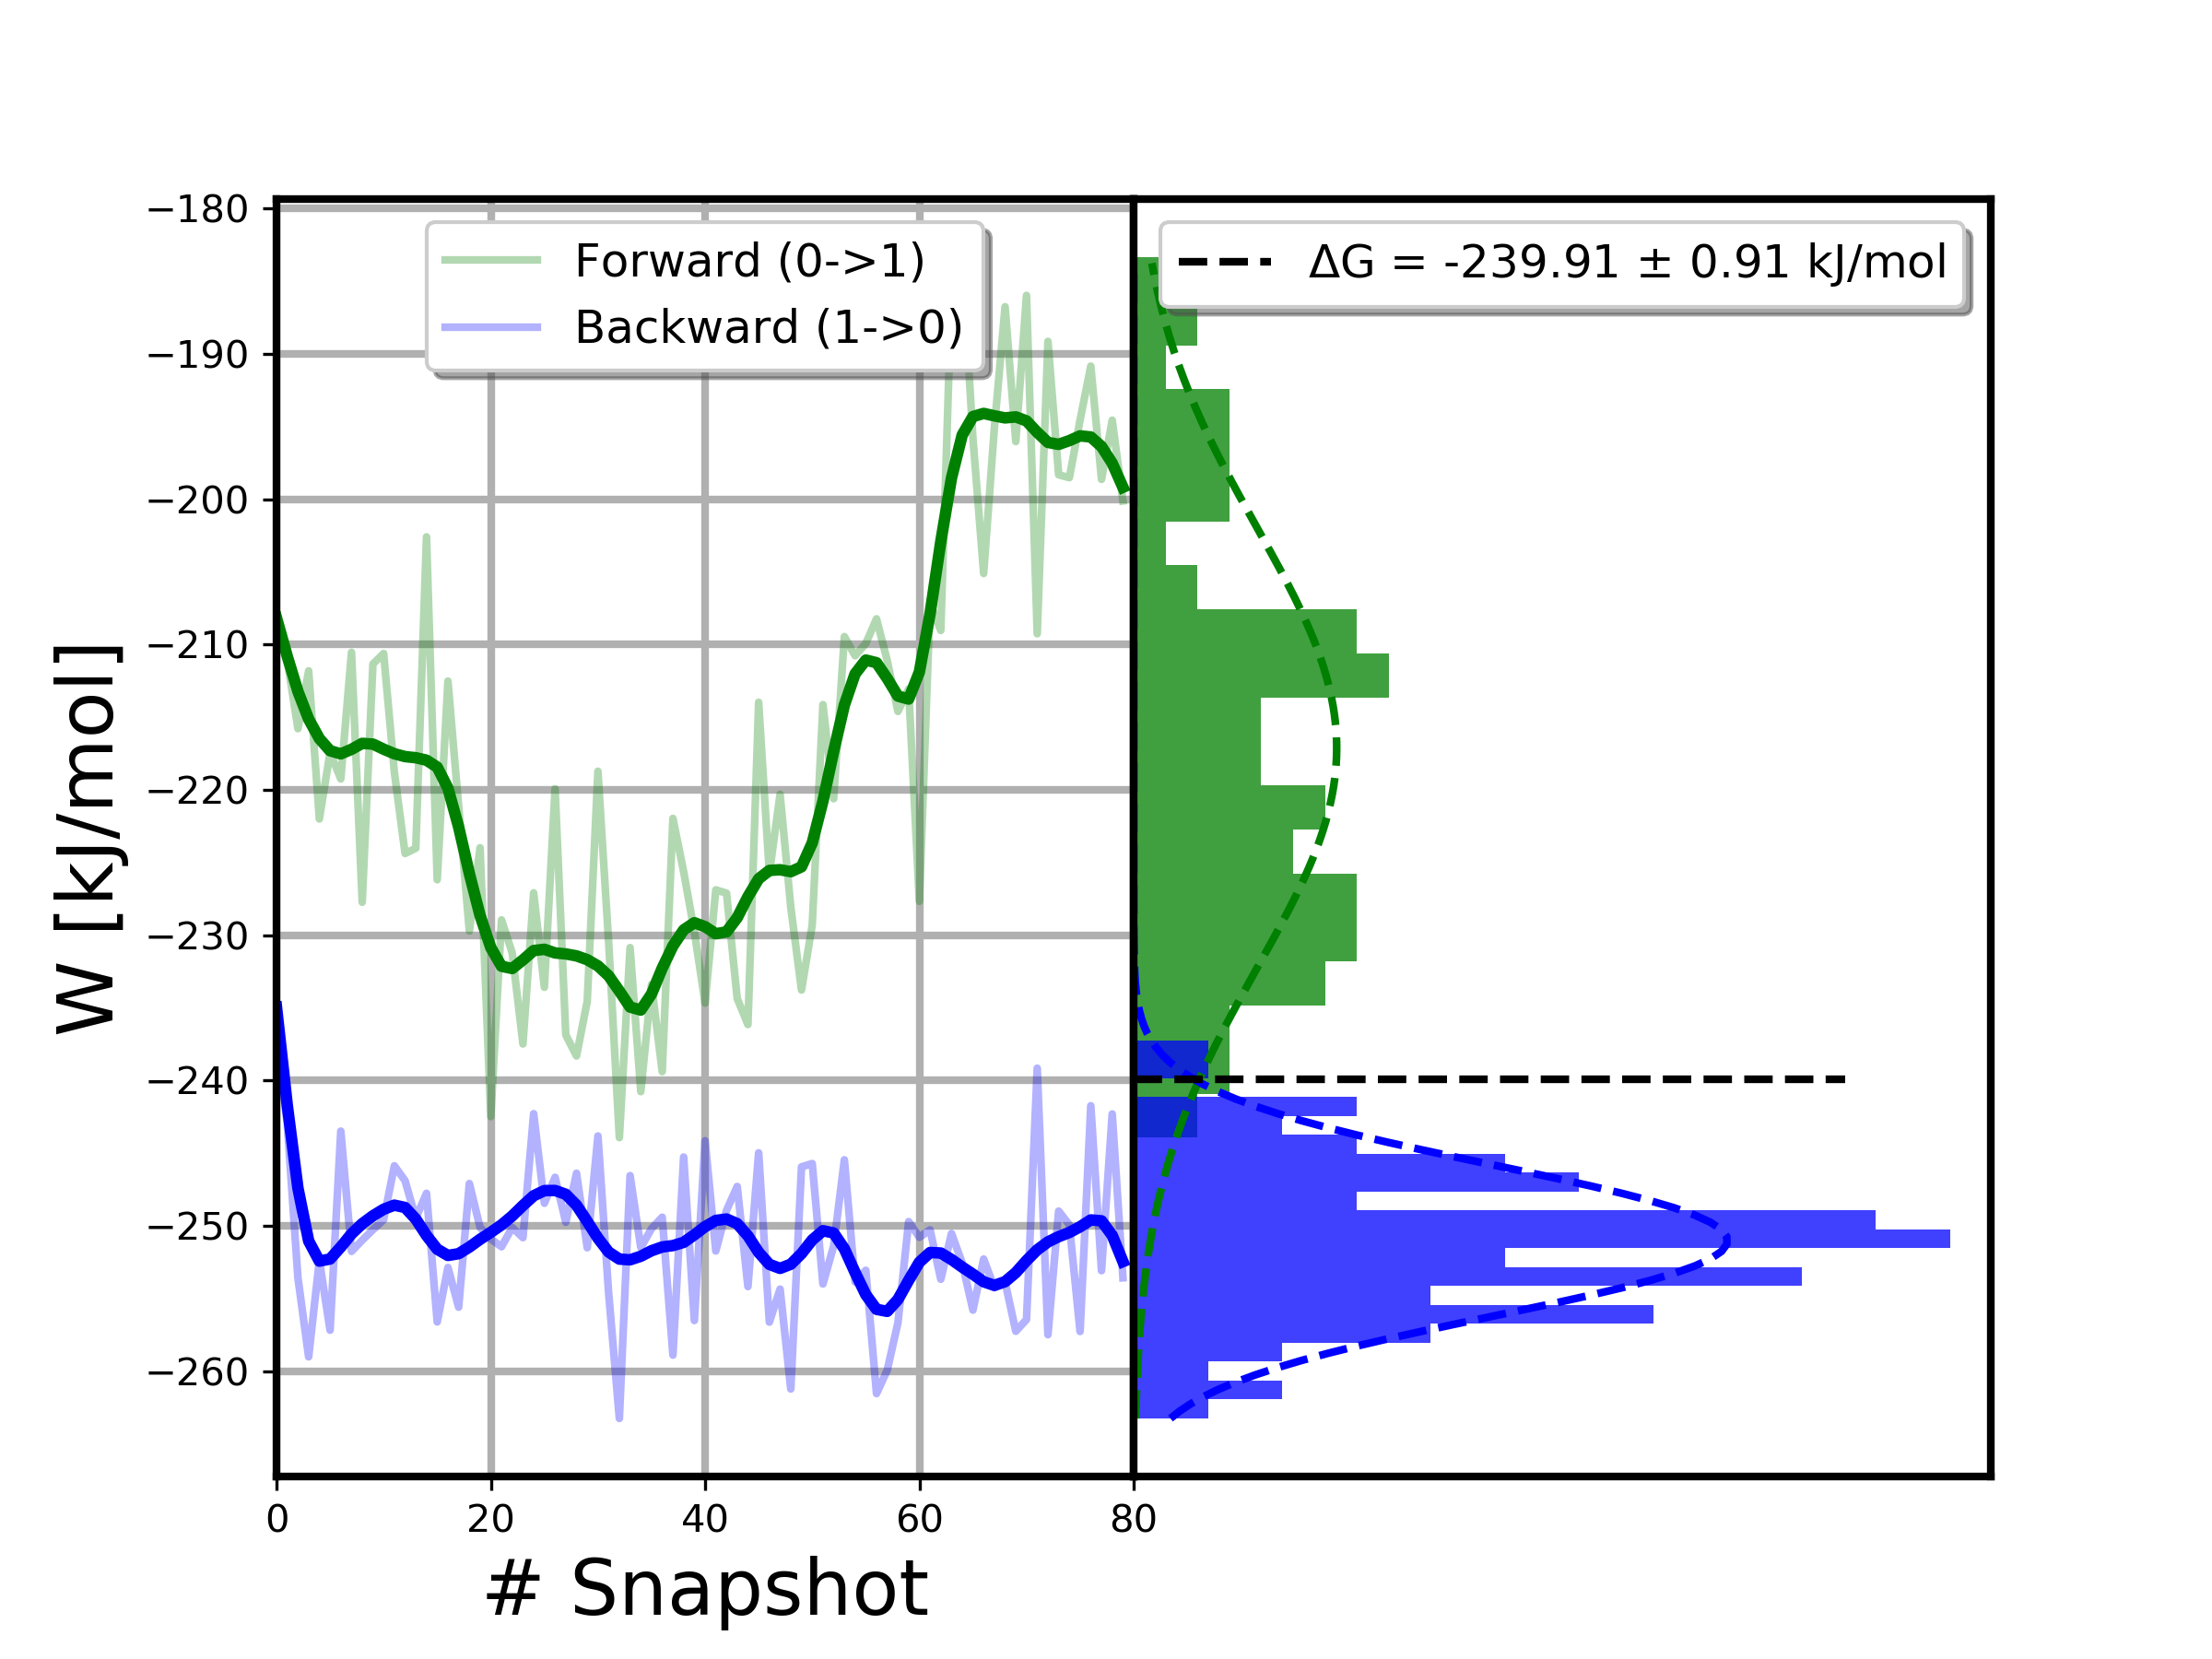 −180
−190
−200
−210
−220
−230
−240
−250
−260
W [kJ/mol]
Forward (0->1)
Backward (1->0)
ΔG = -239.91 ± 0.91 kJ/mol
0 20 40 60 80
# Snapshot